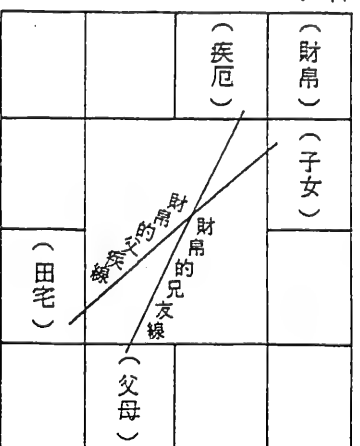 （財帛）
（疾厄）
（子女）
財帛的父疾線
財帛的兄友線
（田宅）
（父母）